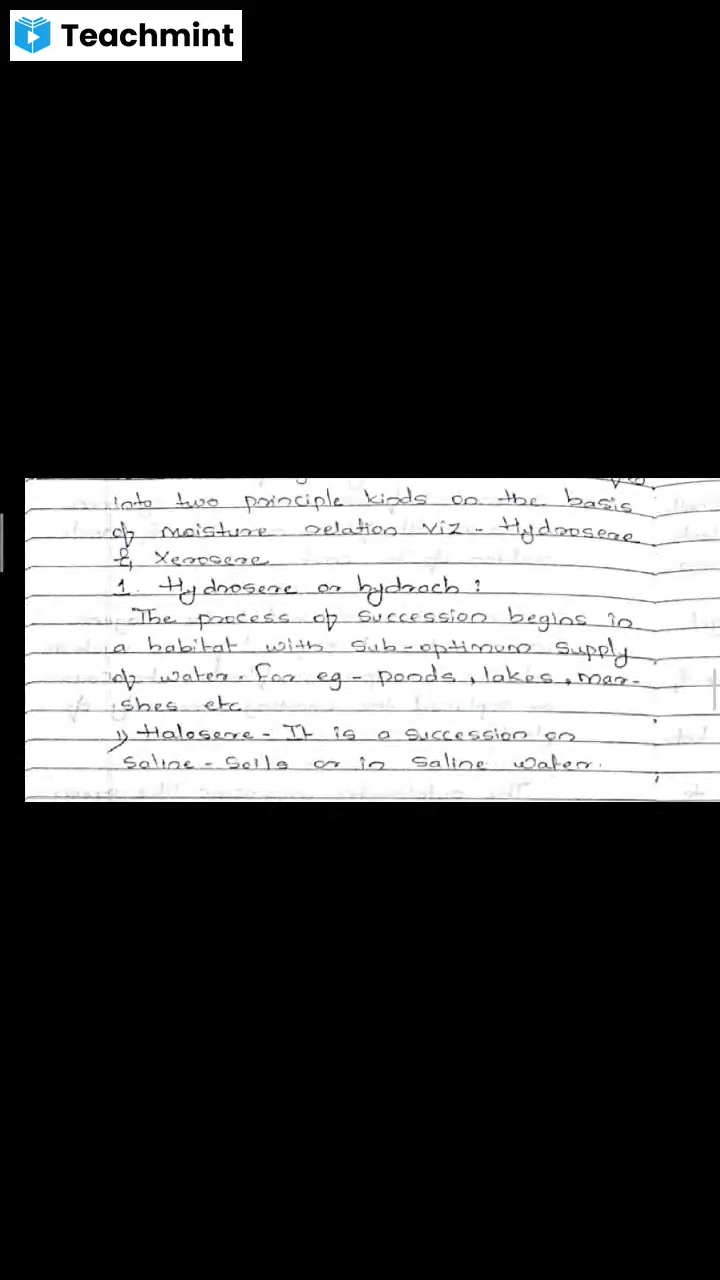 Teachmint
into two principle kinds on the basis
of moisture relation viz - Hydrosere
& Xerosere
1. Hydrosere or hydrach :
The process of succession begins in
a habitat with sub-optimum supply
of water. For eg - ponds, lakes, mar-
shes etc
1) Halosere - It is a succession on
Saline - Soils or in Saline water.